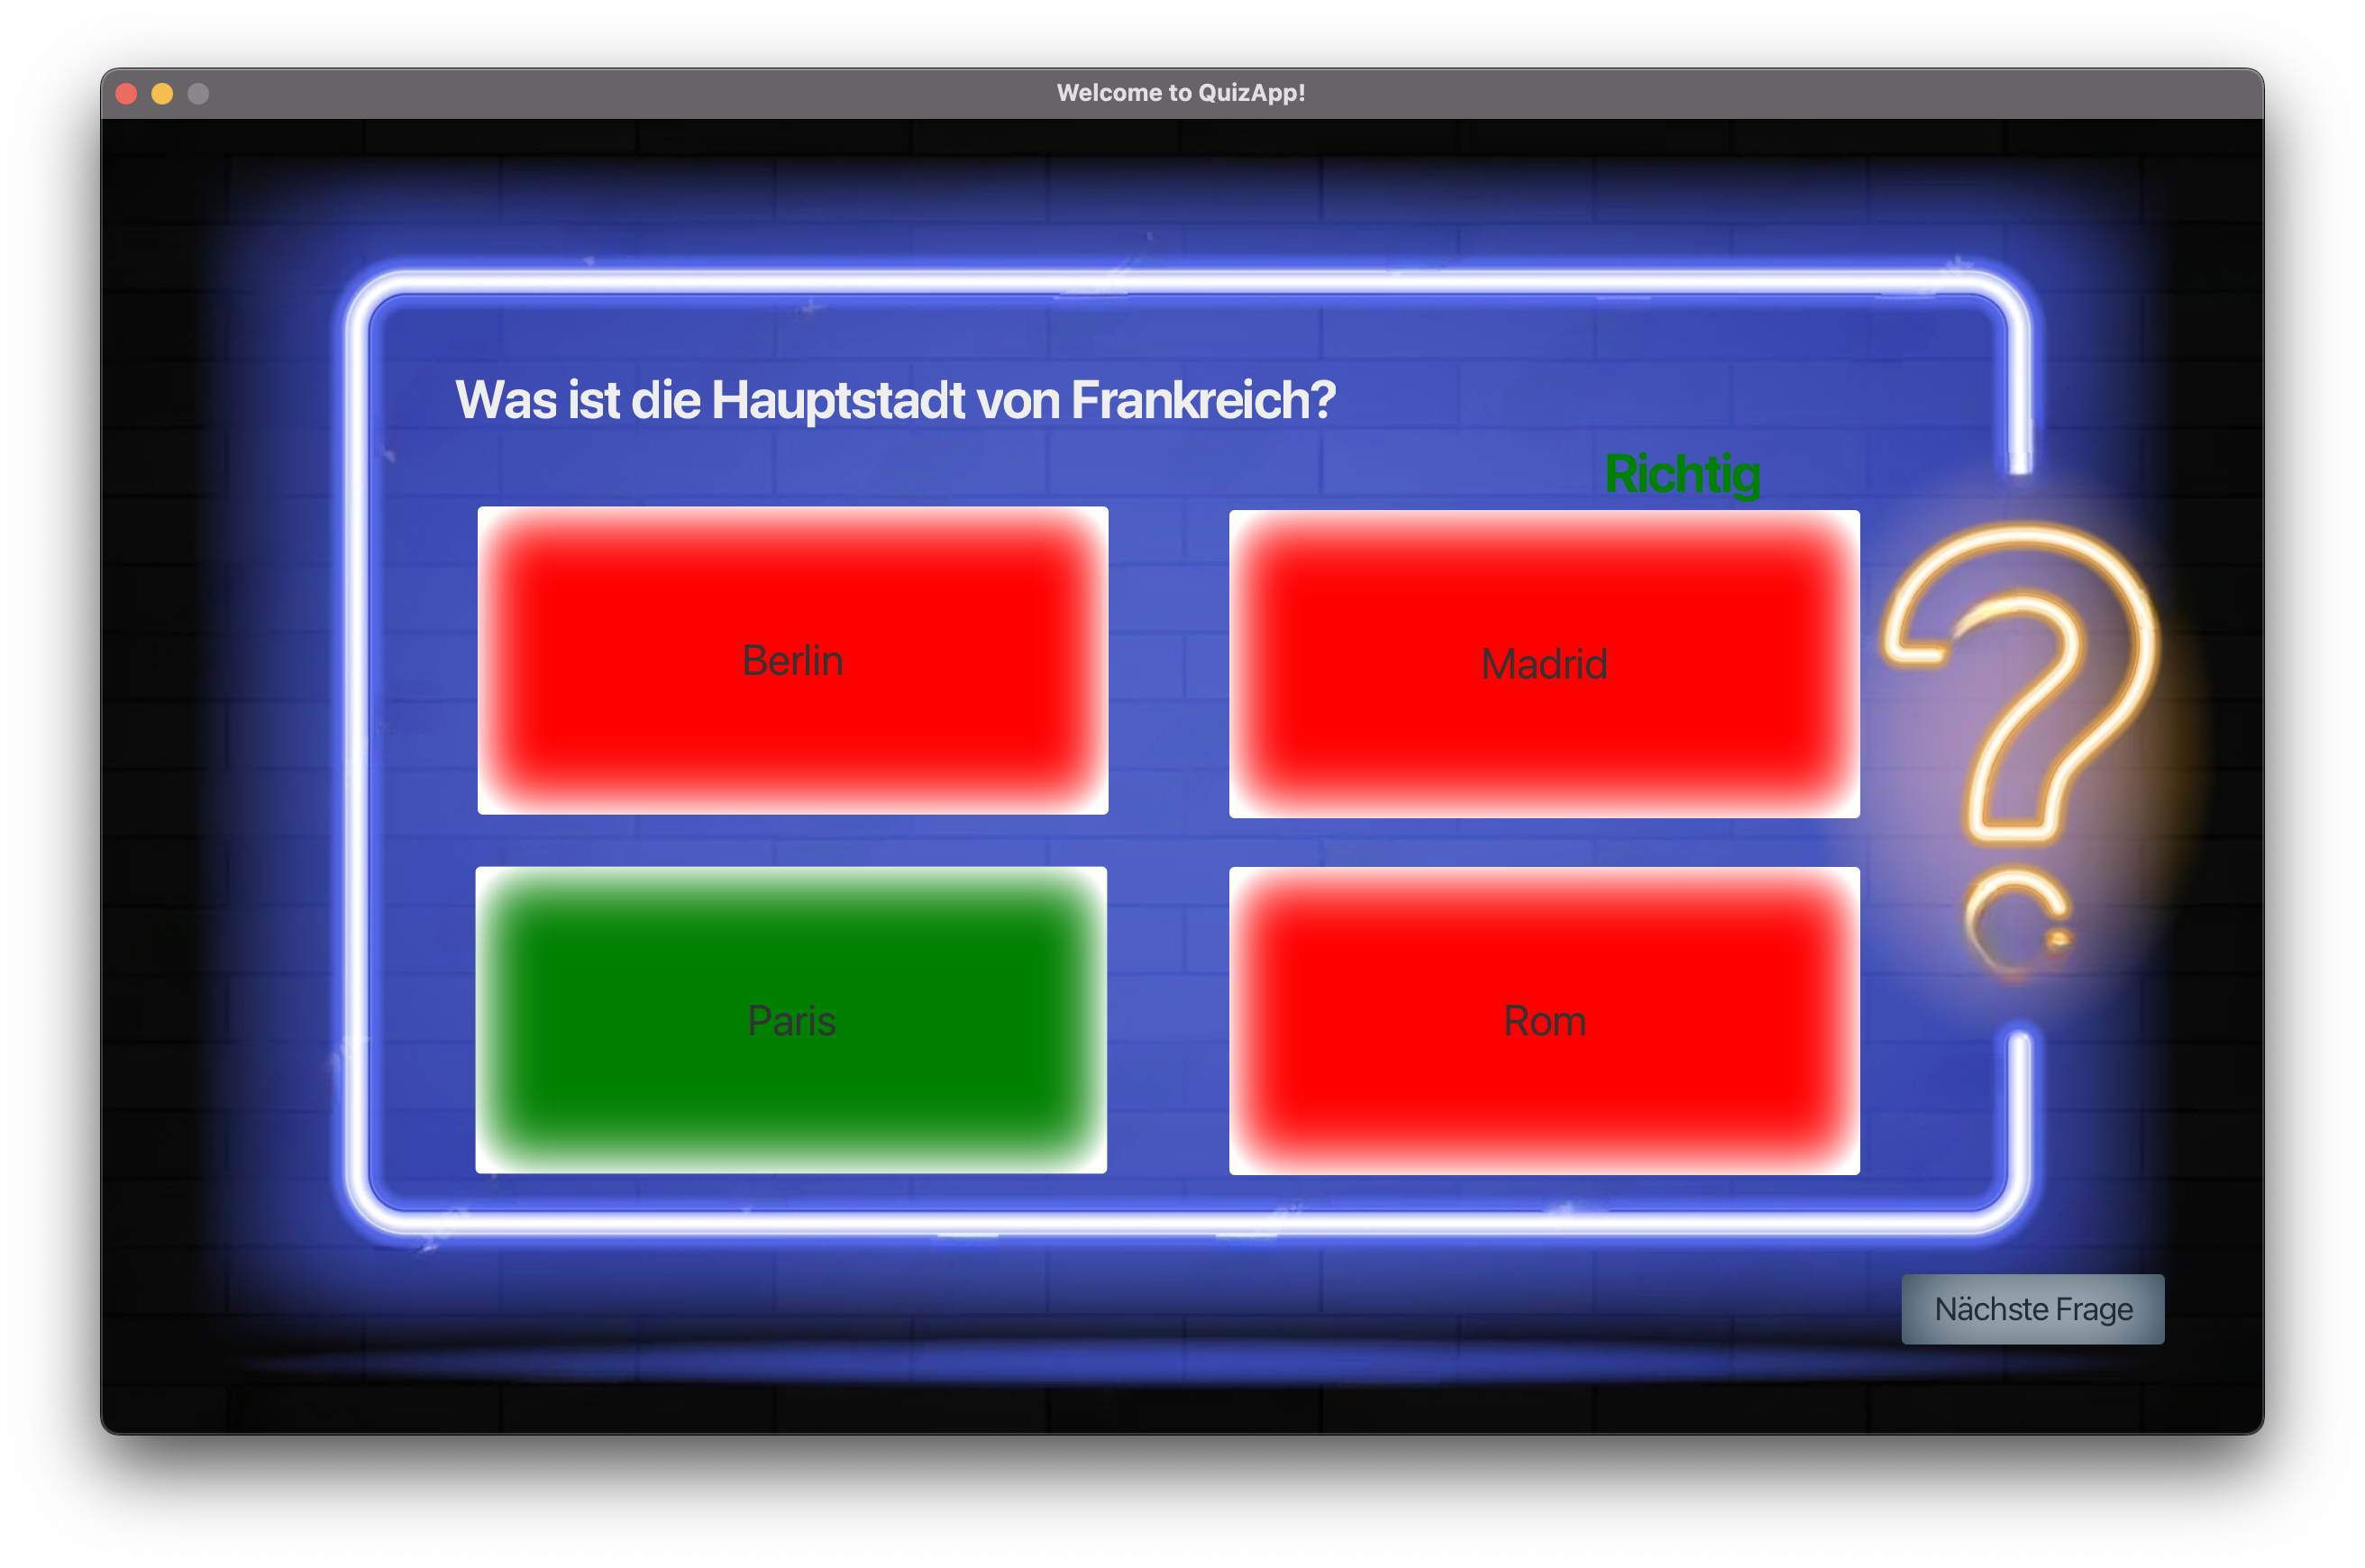 Welcome to QuizApp!
Was ist die Hauptstadt von Frankreich?
Richtig
Berlin
Madrid
Paris
Rom
Nächste Frage